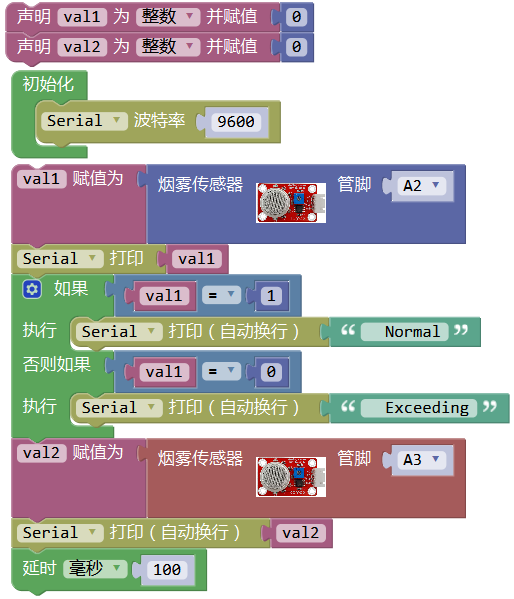 声明 val1 为 整数 并赋值 0
声明 val2 为 整数 并赋值 0
初始化
Serial 波特率 9600
val1 赋值为 烟雾传感器 管脚 A2
Serial 打印 val1
如果 val1 = 1
执行 Serial 打印（自动换行） “ Normal ”
否则如果 val1 = 0
执行 Serial 打印（自动换行） “ Exceeding ”
val2 赋值为 烟雾传感器 管脚 A3
Serial 打印（自动换行） val2
延时 毫秒 100